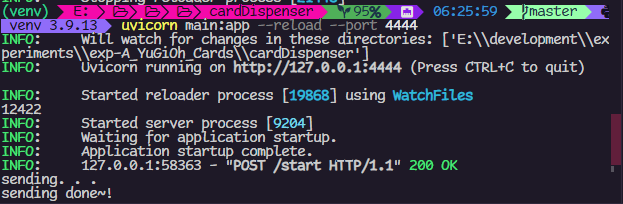 (venv) E: cardDispenser 95% 06:25:59 master
venv 3.9.13 uvicorn main:app --reload --port 4444
INFO: Will watch for changes in these directories: ['E:\\development\\ex
periments\\exp-A_YuGiOh_Cards\\cardDispenser']
INFO: Uvicorn running on http://127.0.0.1:4444 (Press CTRL+C to quit)
INFO: Started reloader process [19868] using WatchFiles
12422
INFO: Started server process [9204]
INFO: Waiting for application startup.
INFO: Application startup complete.
INFO: 127.0.0.1:58363 - "POST /start HTTP/1.1" 200 OK
sending. . .
sending done~!